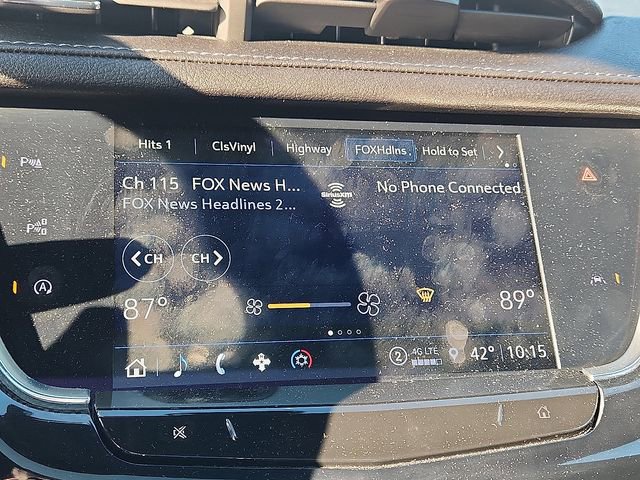 Hits 1 ClsVinyl Highway FOXHdlns. Hold to Set
Ch 115 FOX News H... SiriusXM No Phone Connected
FOX News Headlines 2...
CH CH
87° 89°
2 4G LTE 42° 10:15
P
P
A